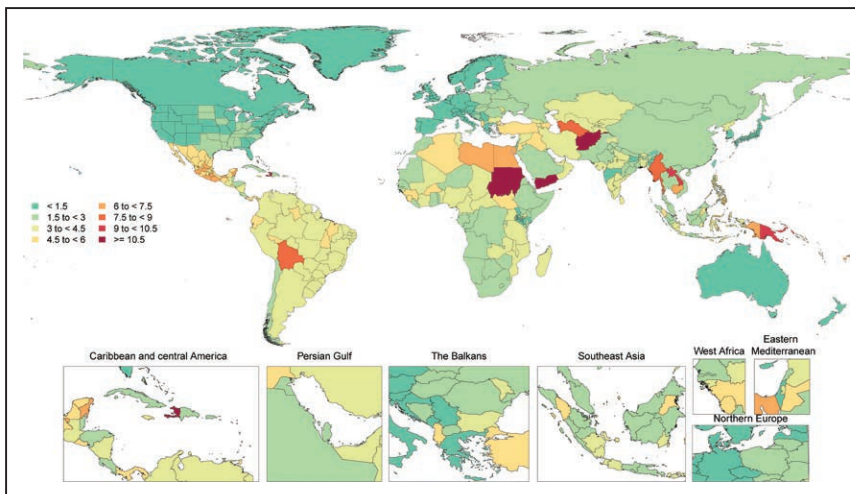 < 1.5
1.5 to < 3
3 to < 4.5
4.5 to < 6
6 to < 7.5
7.5 to < 9
9 to < 10.5
>= 10.5
Caribbean and central America
Persian Gulf
The Balkans
Southeast Asia
West Africa
Eastern
Mediterranean
Northern Europe